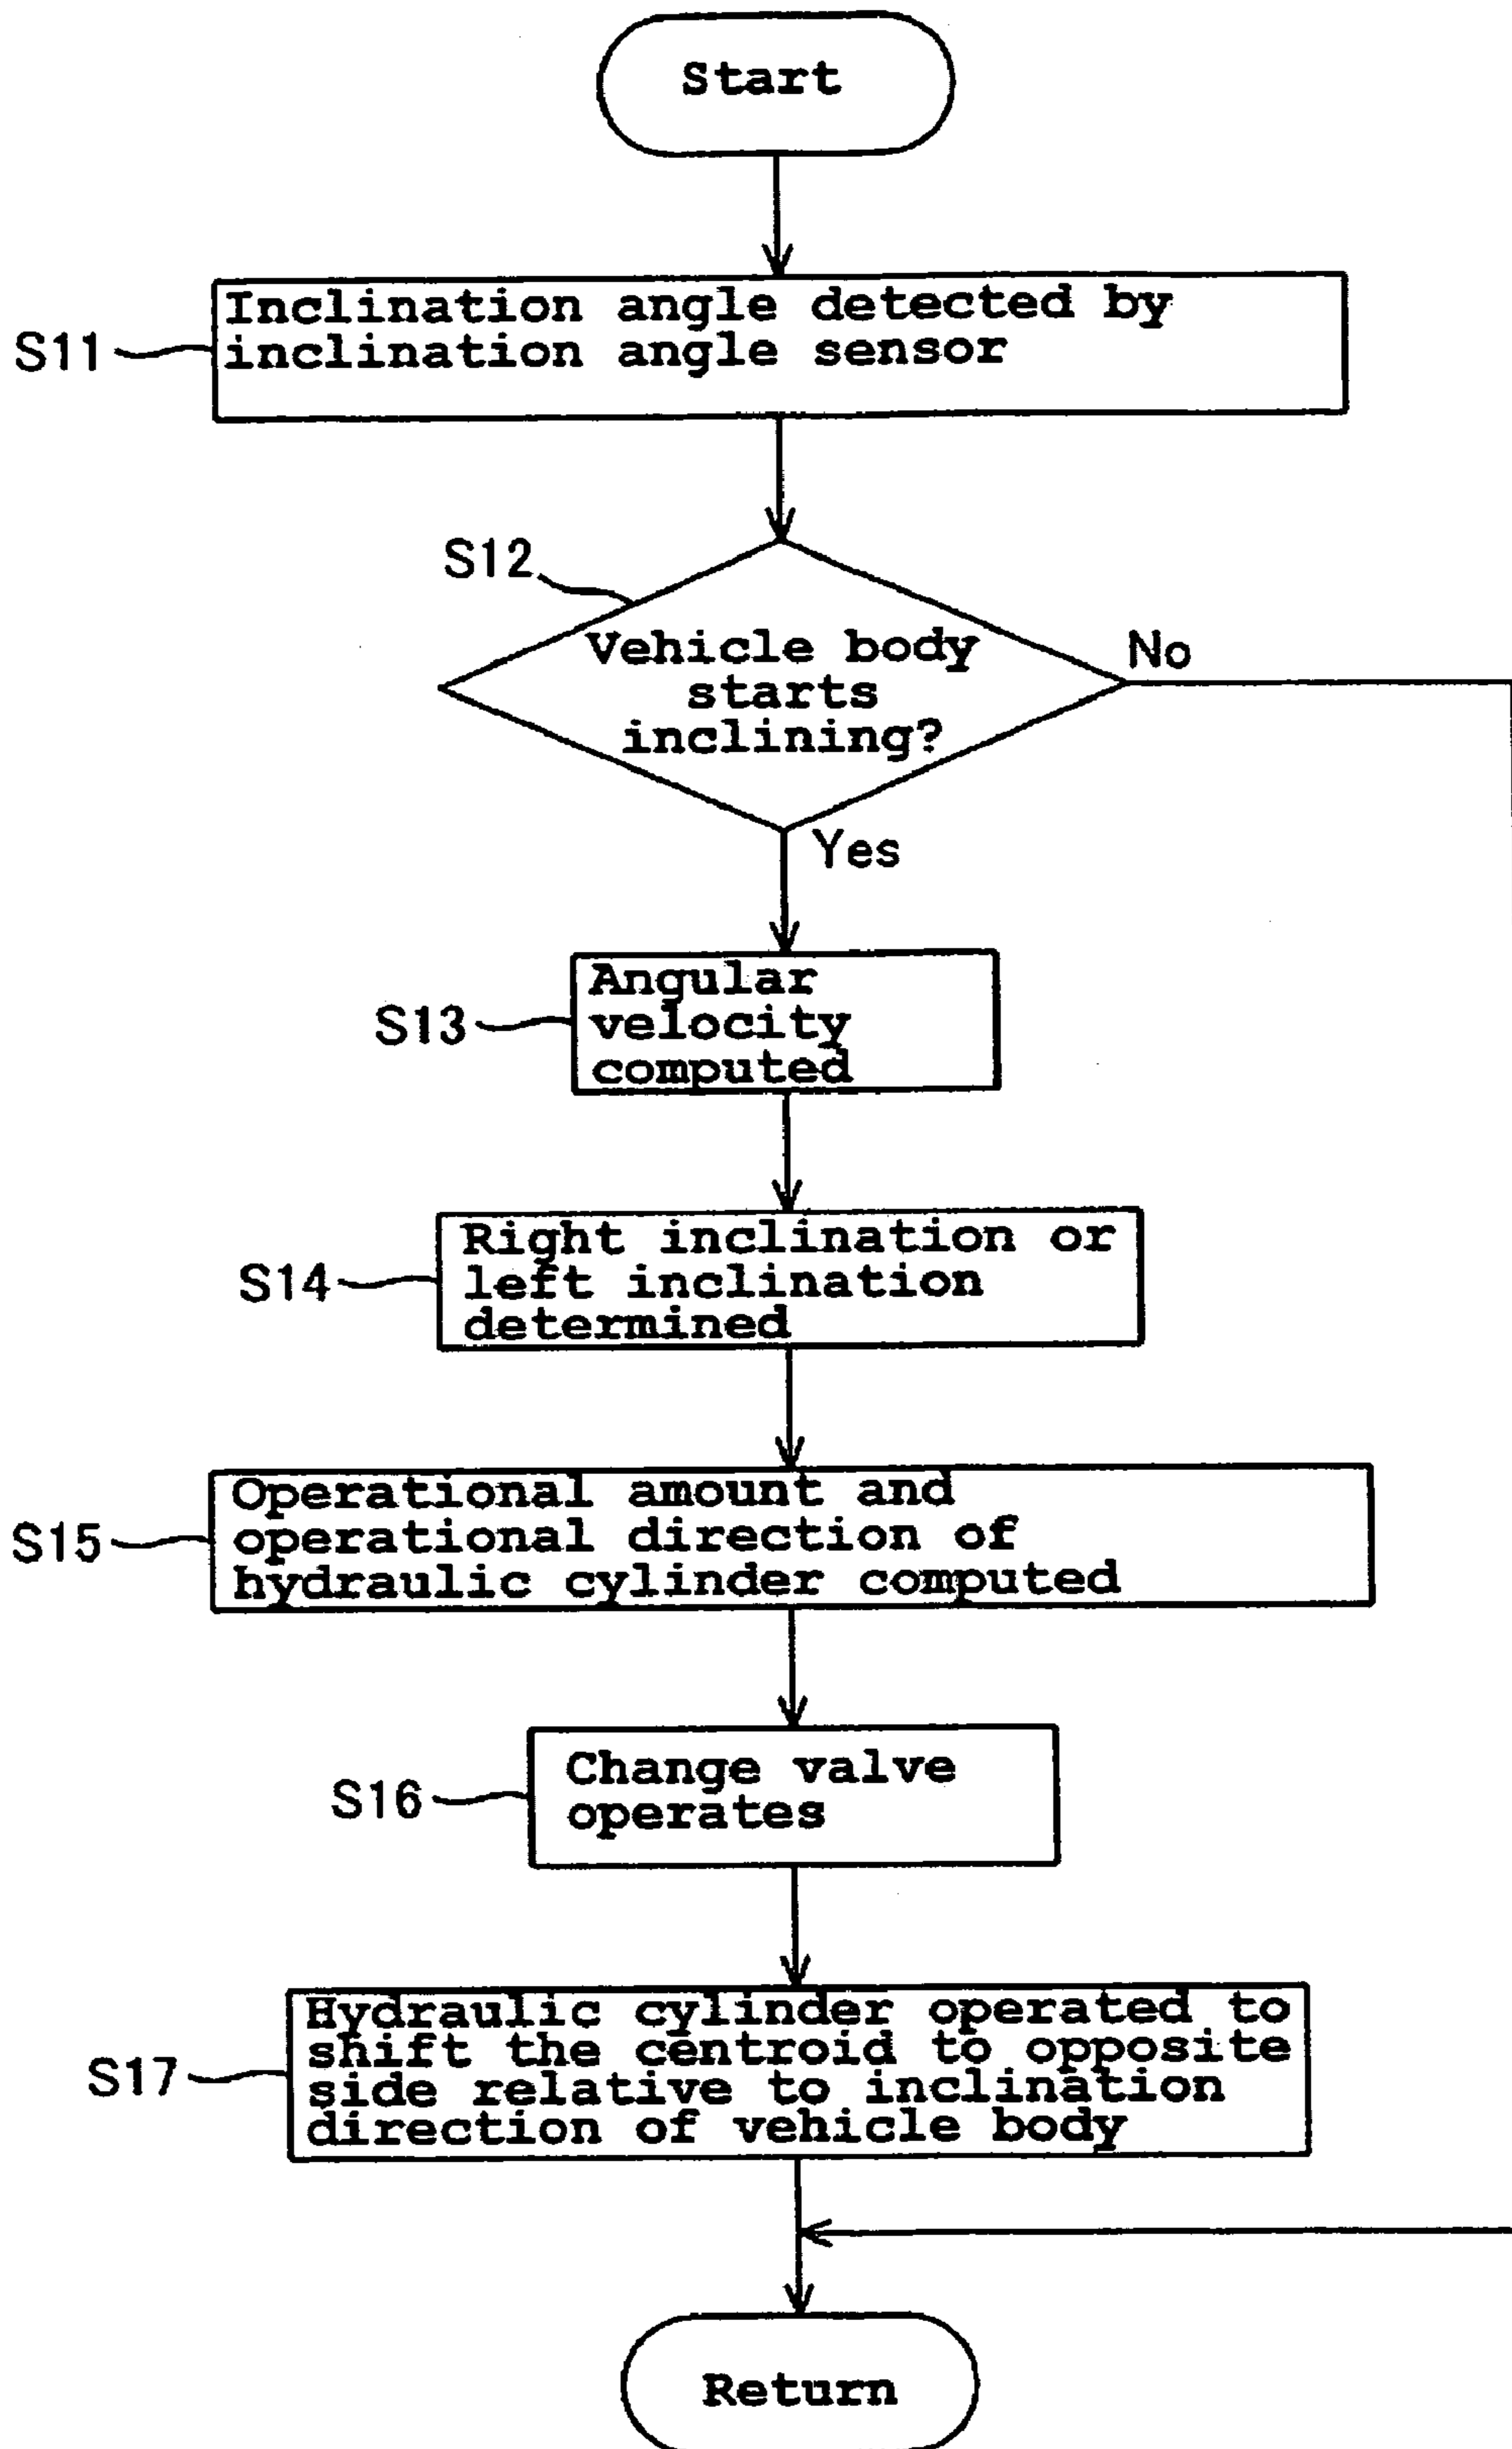 Start
S11
Inclination angle detected by
inclination angle sensor
S12
Vehicle body
starts
inclining?
No
Yes
S13
Angular
velocity
computed
S14
Right inclination or
left inclination
determined
S15
Operational amount and
operational direction of
hydraulic cylinder computed
S16
Change valve
operates
S17
Hydraulic cylinder operated to
shift the centroid to opposite
side relative to inclination
direction of vehicle body
Return